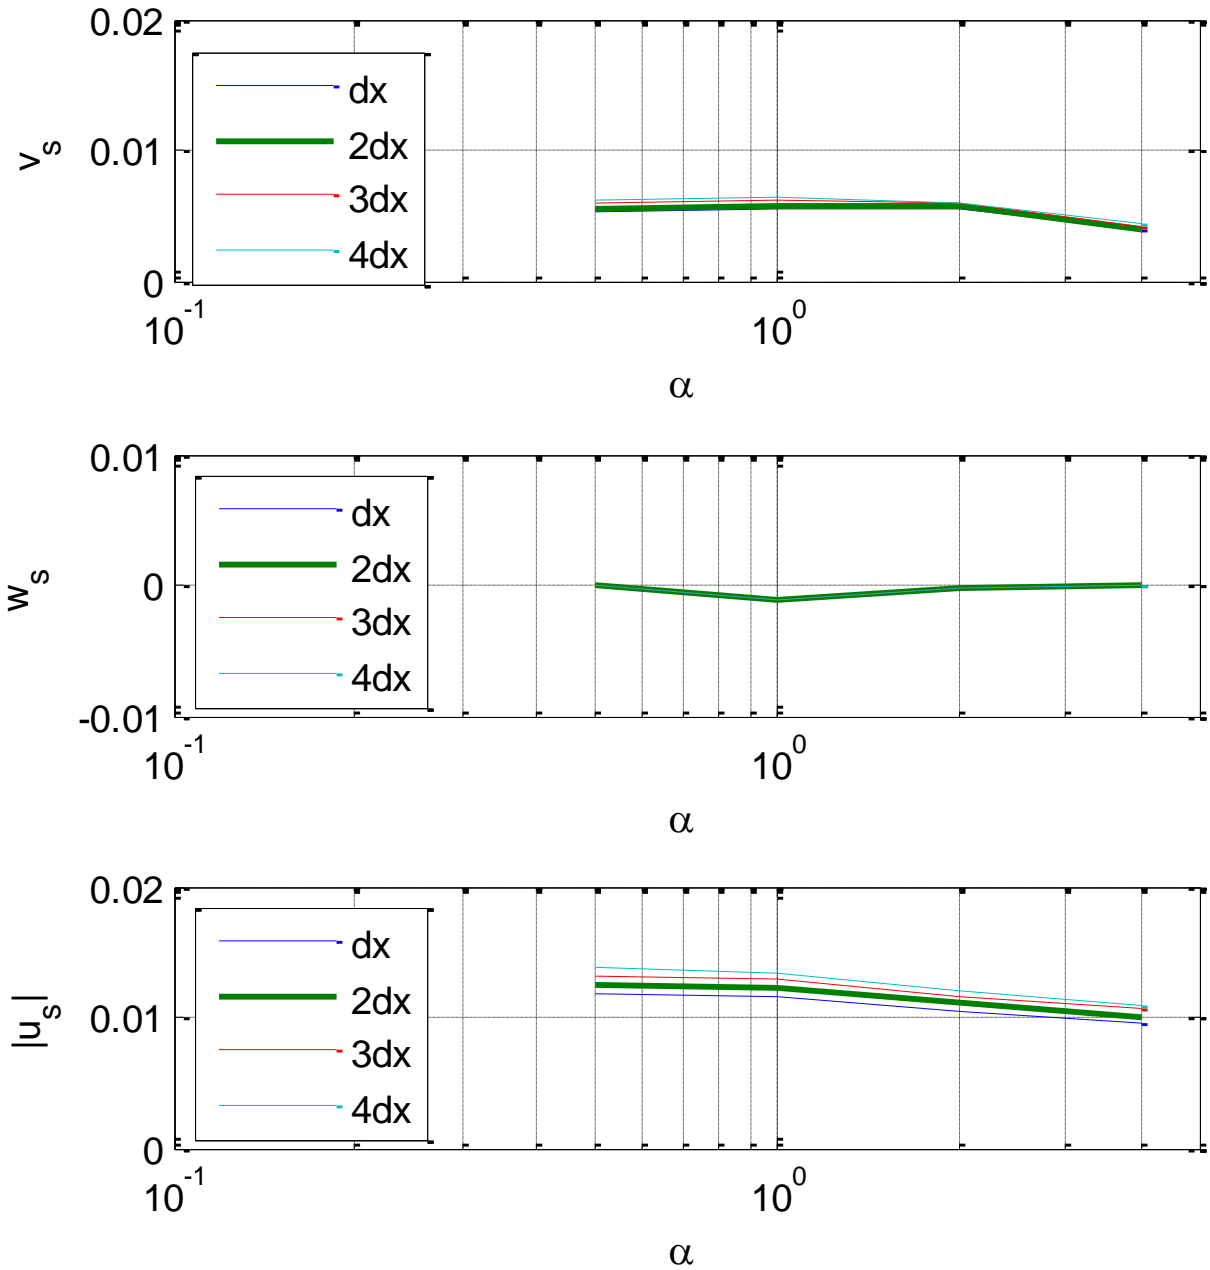 0.02
dx
2dx
3dx
4dx
v_s
0.01
0
10^-1
10^0
α
0.01
dx
2dx
3dx
4dx
w_s
0
-0.01
10^-1
10^0
α
0.02
dx
2dx
3dx
4dx
|u_s|
0.01
0
10^-1
10^0
α